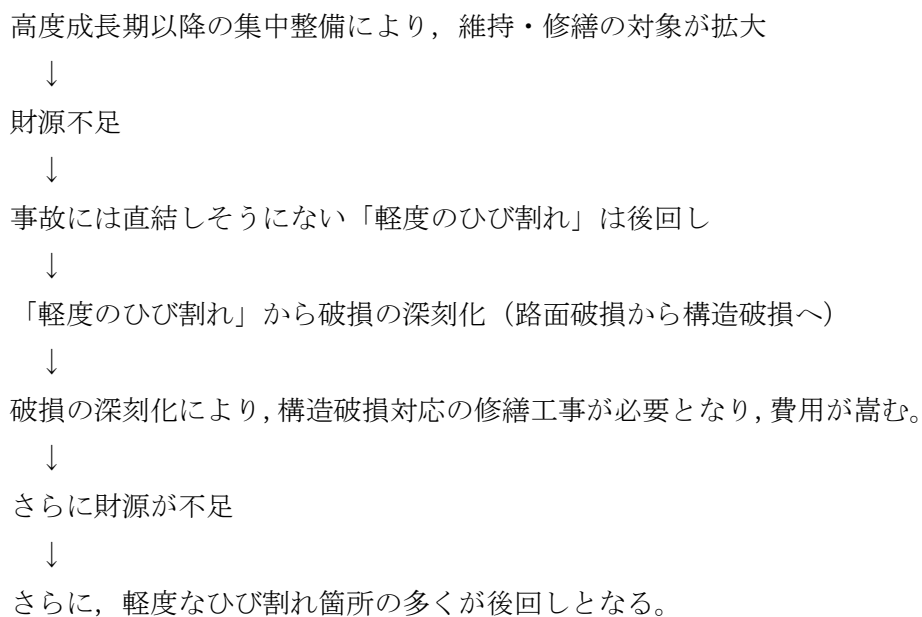 高度成長期以降の集中整備により，維持・修繕の対象が拡大
↓
財源不足
↓
事故には直結しそうにない「軽度のひび割れ」は後回し
↓
「軽度のひび割れ」から破損の深刻化（路面破損から構造破損へ）
↓
破損の深刻化により,構造破損対応の修繕工事が必要となり,費用が嵩む。
↓
さらに財源が不足
↓
さらに，軽度なひび割れ箇所の多くが後回しとなる。